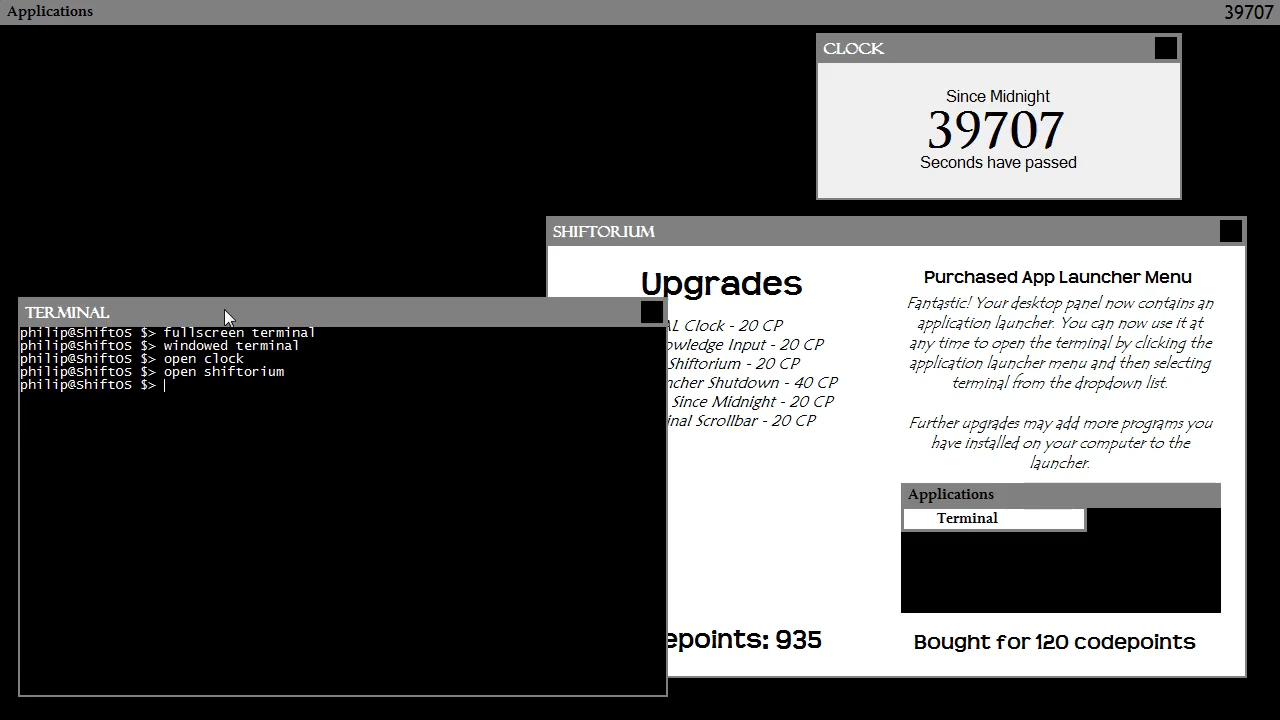 Applications
39707
CLOCK
Since Midnight
39707
Seconds have passed
SHIFTORIUM
Upgrades
Clock - 20 CP
Input - 20 CP
Shiftorium - 20 CP
Shutdown - 40 CP
Since Midnight - 20 CP
Scrollbar - 20 CP
935
Purchased App Launcher Menu
Fantastic! Your desktop panel now contains an
application launcher. You can now use it at
any time to open the terminal by clicking the
application launcher menu and then selecting
terminal from the dropdown list.
Further upgrades may add more programs you
have installed on your computer to the
launcher.
Applications
Terminal
Bought for 120 codepoints
TERMINAL
philip@ShiftOS $> fullscreen terminal
philip@ShiftOS $> windowed terminal
philip@ShiftOS $> open clock
philip@ShiftOS $> open shiftorium
philip@ShiftOS $>